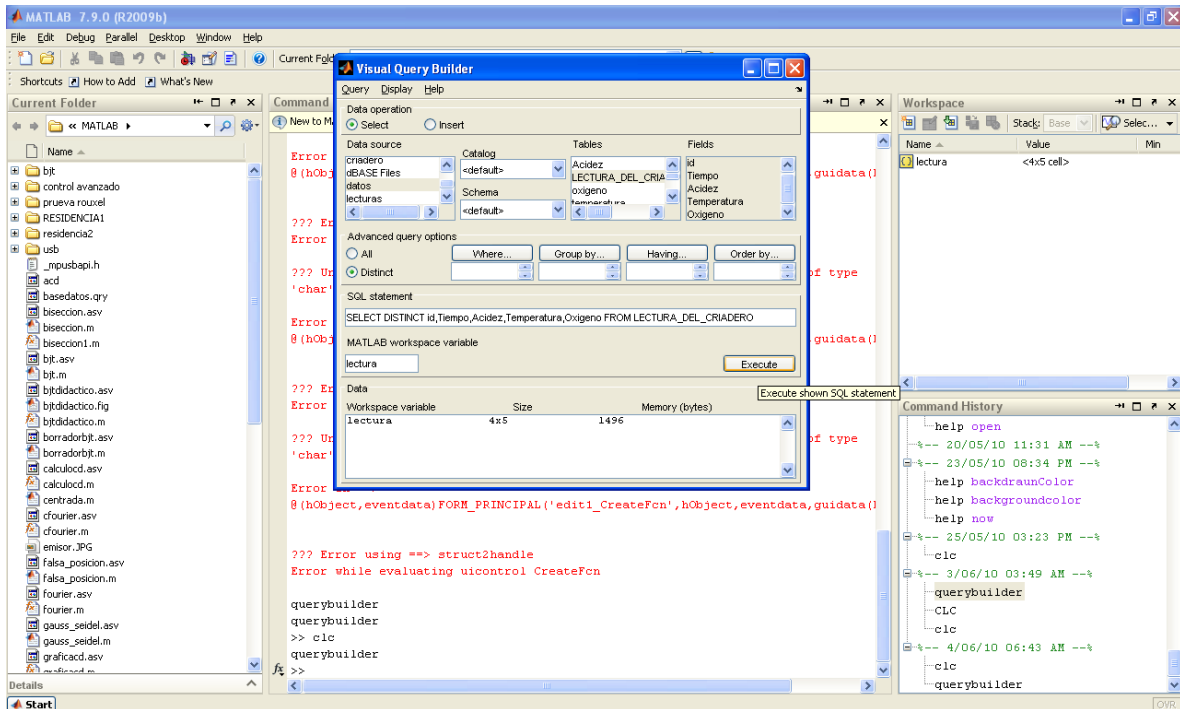 MATLAB 7.9.0 (R2009b)
File Edit Debug Parallel Desktop Window Help
Current Fold
Shortcuts How to Add What's New
Current Folder
« MATLAB
Name
bjt
control avanzado
prueva rouxel
RESIDENCIA1
residencia2
usb
_mpusbapi.h
acd
basedatos.qry
biseccion.asv
biseccion.m
biseccion1.m
bjt.asv
bjt.m
bjtdidactico.asv
bjtdidactico.fig
bjtdidactico.m
borradorbjt.asv
borradorbjt.m
calculocd.asv
calculocd.m
centrada.m
cfourier.asv
cfourier.m
emisor.JPG
falsa_posicion.asv
falsa_posicion.m
fourier.asv
fourier.m
gauss_seidel.asv
gauss_seidel.m
graficacd.asv
graficacd.m
Details
Start
Command
New to M
Error
@(hObj
guidata(h
??? Er
Error
??? Un
of type
'char'
Error
@(hObj
guidata(h
??? Er
Error
??? Un
of type
'char'
Error
@(hObject,eventdata)FORM_PRINCIPAL('edit1_CreateFcn',hObject,eventdata,guidata(h
??? Error using ==> struct2handle
Error while evaluating uicontrol CreateFcn
querybuilder
querybuilder
>> clc
querybuilder
fx >>
Visual Query Builder
Query Display Help
Data operation
Select Insert
Data source Catalog Tables Fields
criadero
dBASE Files
datos
lecturas
<default>
Schema
<default>
Acidez
LECTURA_DEL_CRIA
oxigeno
temperatura
id
Tiempo
Acidez
Temperatura
Oxigeno
Advanced query options
All Where... Group by... Having... Order by...
Distinct
SQL statement
SELECT DISTINCT id,Tiempo,Acidez,Temperatura,Oxigeno FROM LECTURA_DEL_CRIADERO
MATLAB workspace variable
lectura Execute
Execute shown SQL statement
Data
Workspace variable Size Memory (bytes)
lectura 4x5 1496
Workspace
Stack: Base Selec...
Name Value Min
lectura <4x5 cell>
Command History
help open
%-- 20/05/10 11:31 AM --%
%-- 23/05/10 08:34 PM --%
help backdraunColor
help backgroundcolor
help now
%-- 25/05/10 03:23 PM --%
clc
%-- 3/06/10 03:49 AM --%
querybuilder
CLC
clc
%-- 4/06/10 06:43 AM --%
clc
querybuilder
OVR